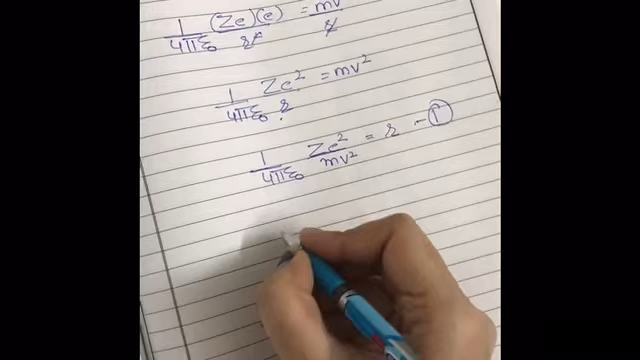 1/4πε₀ (Ze)(e)/r² = mv²/r
1/4πε₀ Ze²/r = mv²
1/4πε₀ Ze²/mv² = r - ①